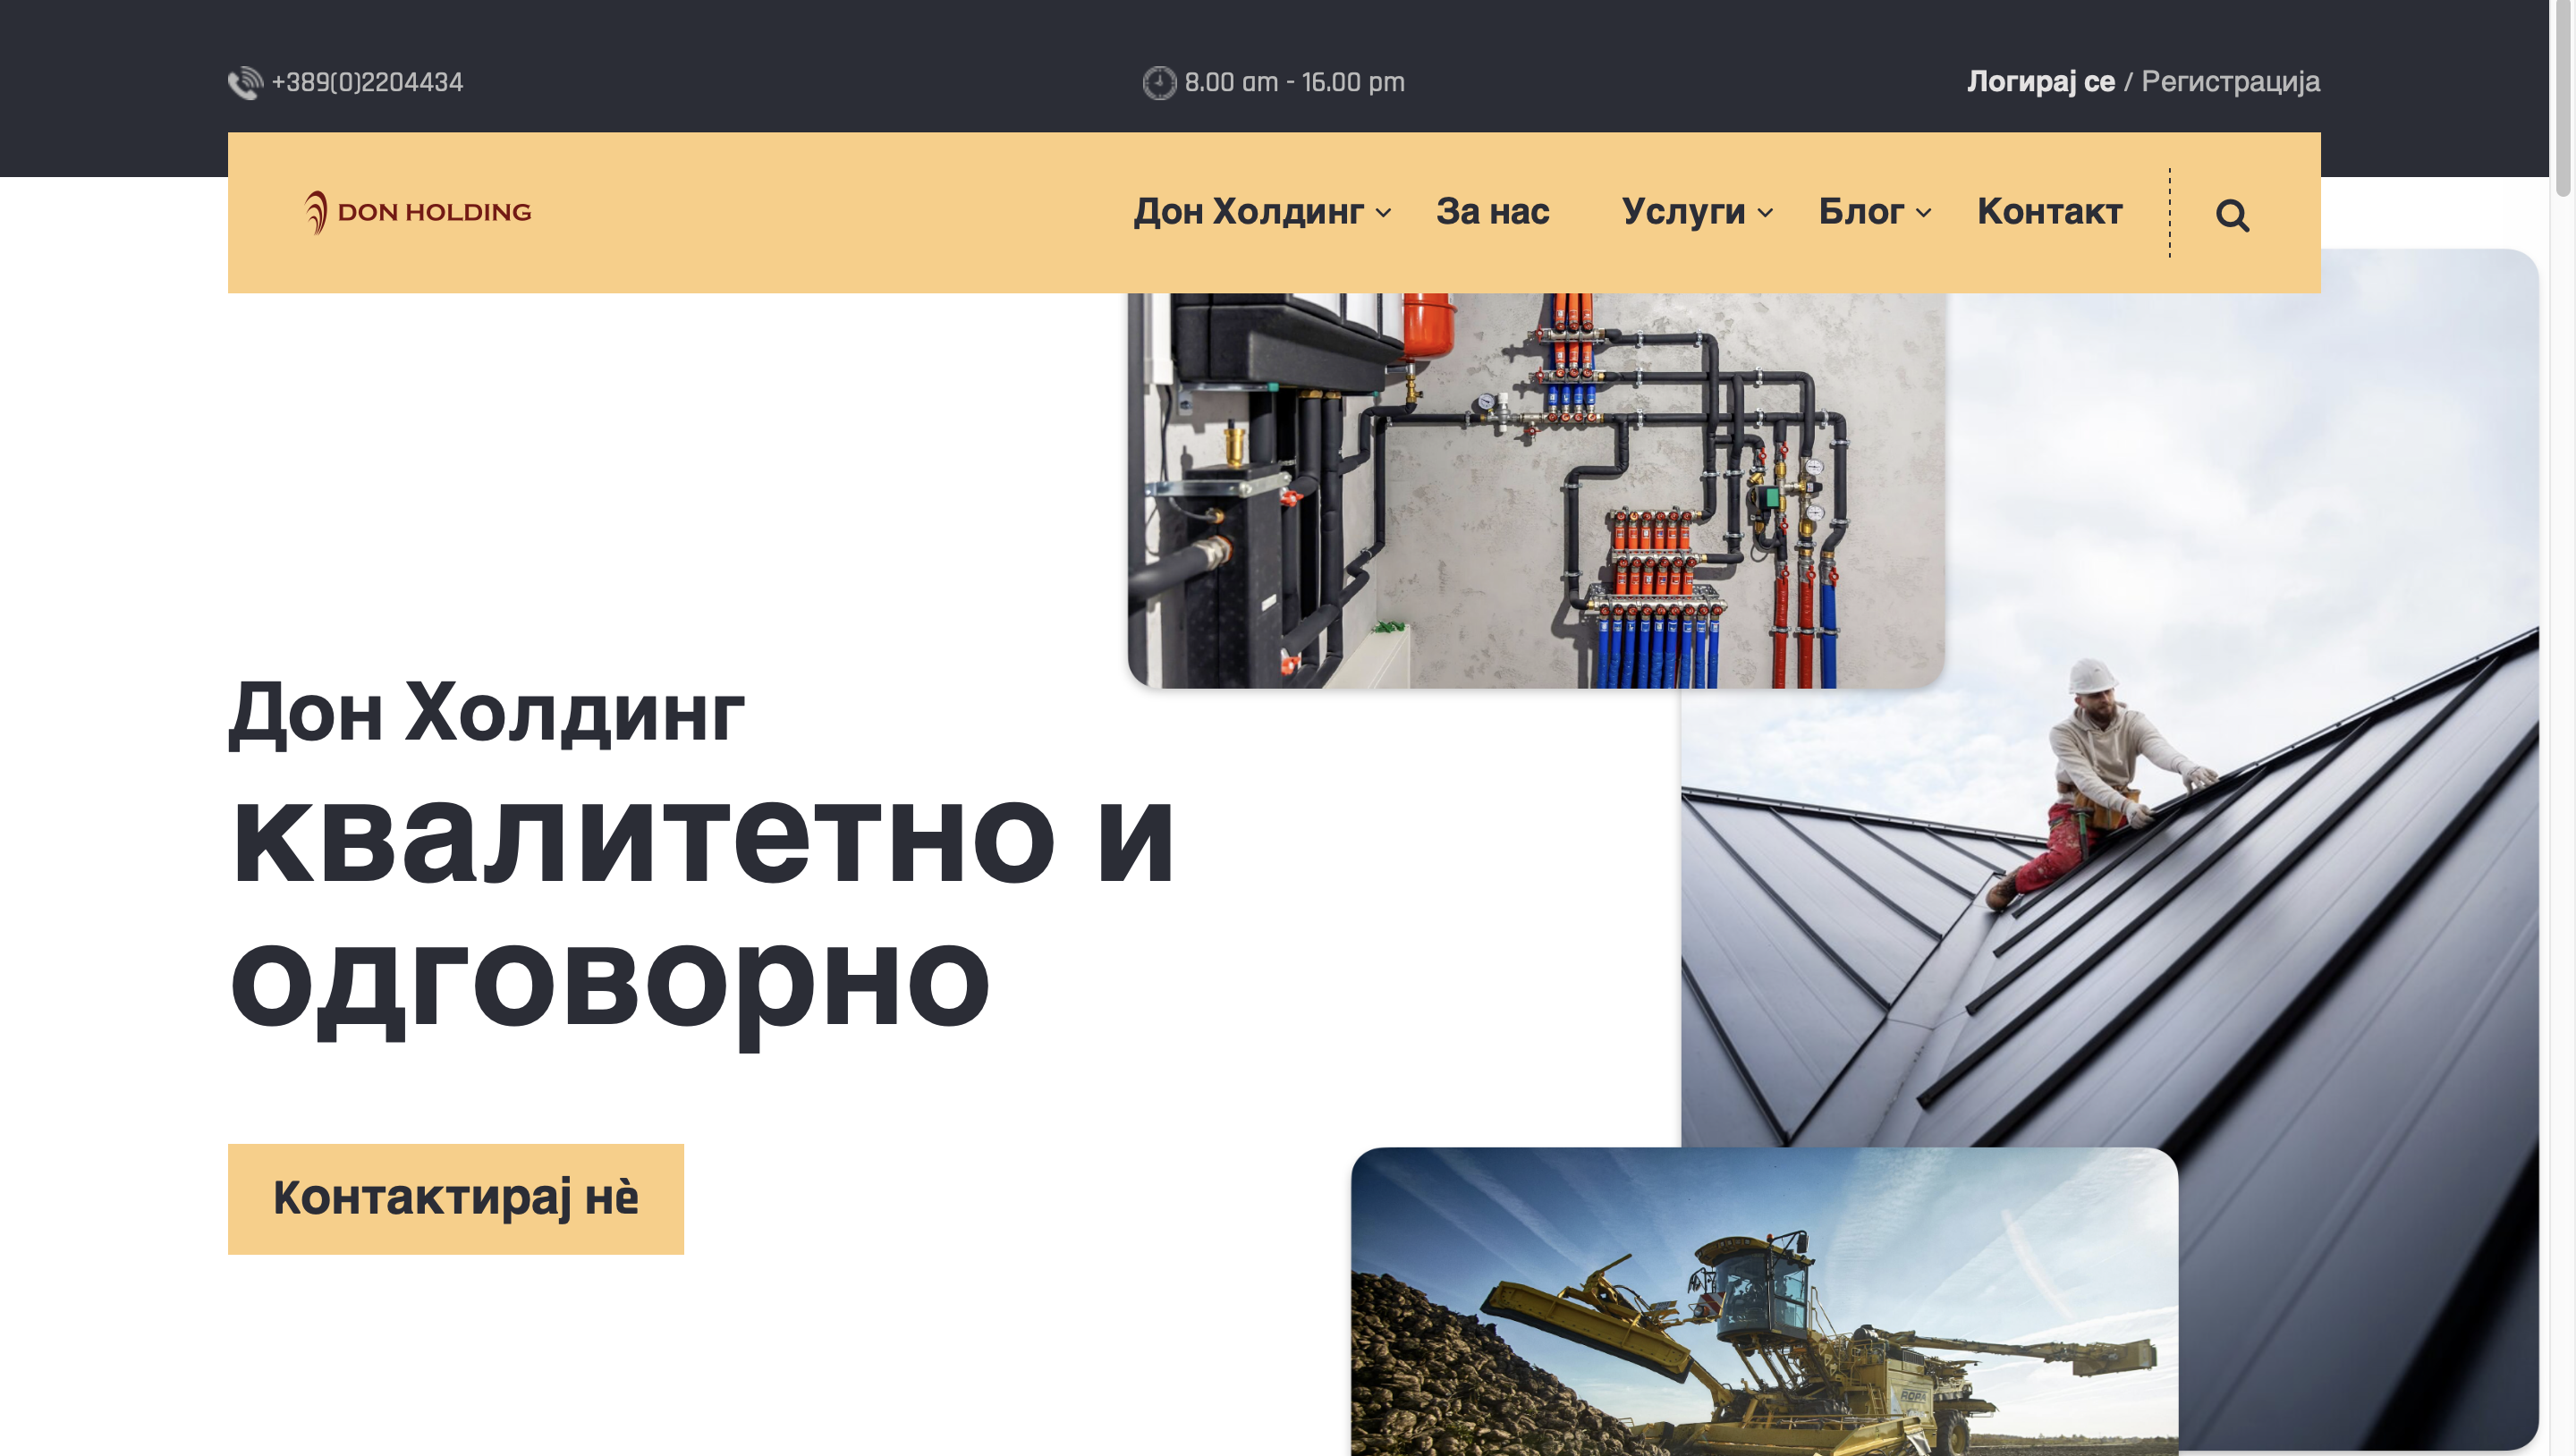 +389(0)2204434
8.00 am - 16.00 pm
Логирај се / Регистрација
DON HOLDING
Дон Холдинг
За нас
Услуги
Блог
Контакт
Дон Холдинг
квалитетно и
одговорно
Контактирај нѐ
ROPA